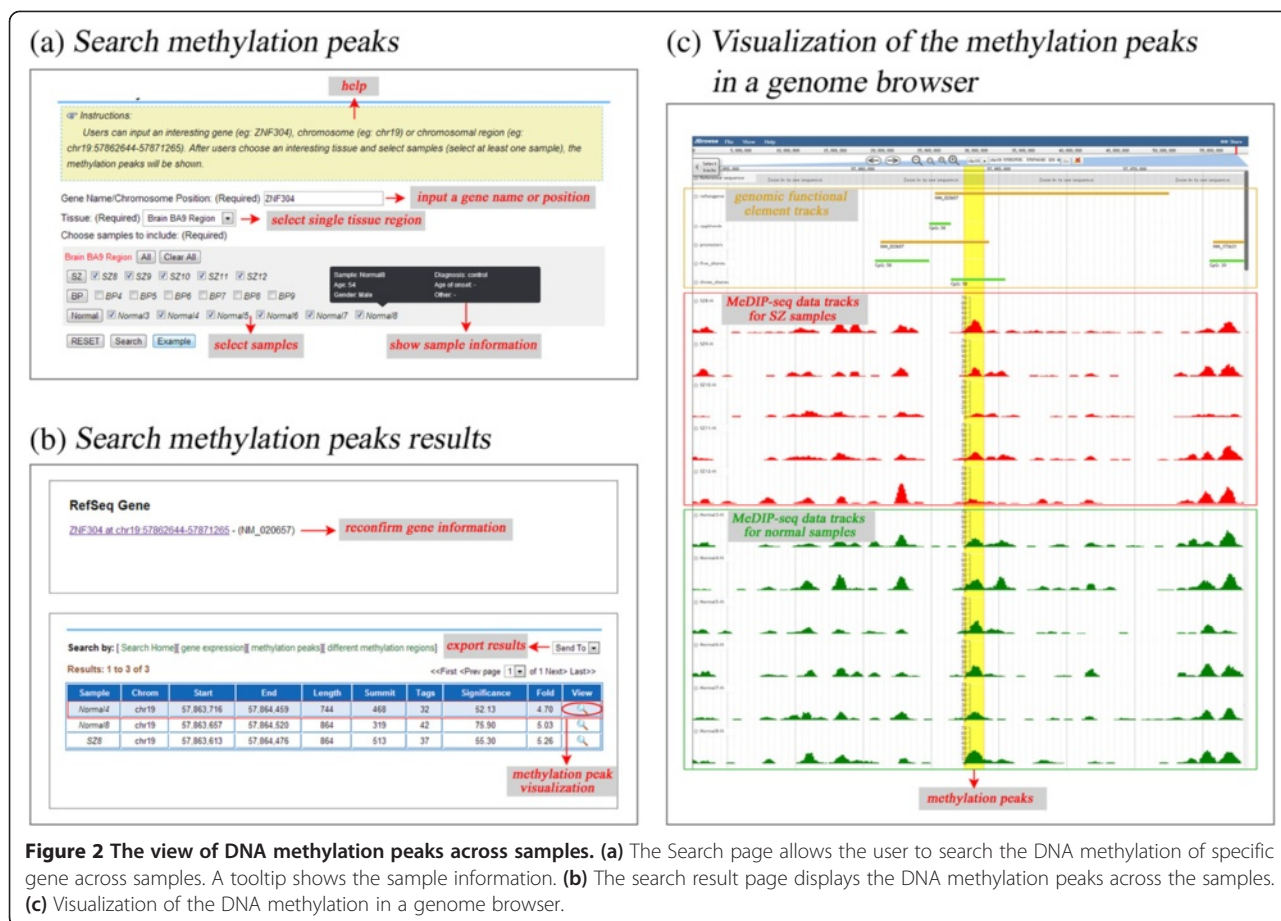 (a) Search methylation peaks
help
Instructions:
Users can input an interesting gene (eg: ZNF304), chromosome (eg: chr19) or chromosomal region (eg:
chr19:57862644-57871265). After users choose an interesting tissue and select samples (select at least one sample), the
methylation peaks will be shown.
Gene Name/Chromosome Position: (Required) ZNF304 input a gene name or position
Tissue: (Required) Brain BA9 Region select single tissue region
Choose samples to include: (Required)
Brain BA9 Region All Clear All
SZ SZ8 SZ9 SZ10 SZ11 SZ12
BP BP4 BP5 BP6 BP7 BP8 BP9
Normal Normal3 Normal4 Normal5 Normal6 Normal7 Normal8
Sample: Normal8 Diagnosis: control
Age: 54 Age of onset: -
Gender: Male Other: -
select samples show sample information
RESET Search Example
(b) Search methylation peaks results
RefSeq Gene
ZNF304 at chr19:57862644-57871265 - (NM_020657) reconfirm gene information
Search by: [ Search Home][ gene expression][ methylation peaks][ different methylation regions] export results Send To
Results: 1 to 3 of 3 <<First <Prev page 1 of 1 Next> Last>>
Sample Chrom Start End Length Summit Tags Significance Fold View
Normal4 chr19 57,863,716 57,864,459 744 468 32 52.13 4.70
Normal8 chr19 57,863,657 57,864,520 864 319 42 75.90 5.03
SZ8 chr19 57,863,613 57,864,476 864 513 37 55.30 5.26
methylation peak
visualization
(c) Visualization of the methylation peaks
in a genome browser
File View Help
Select
tracks
genomic functional
element tracks
MeDIP-seq data tracks
for SZ samples
MeDIP-seq data tracks
for normal samples
methylation peaks
Figure 2 The view of DNA methylation peaks across samples. (a) The Search page allows the user to search the DNA methylation of specific
gene across samples. A tooltip shows the sample information. (b) The search result page displays the DNA methylation peaks across the samples.
(c) Visualization of the DNA methylation in a genome browser.